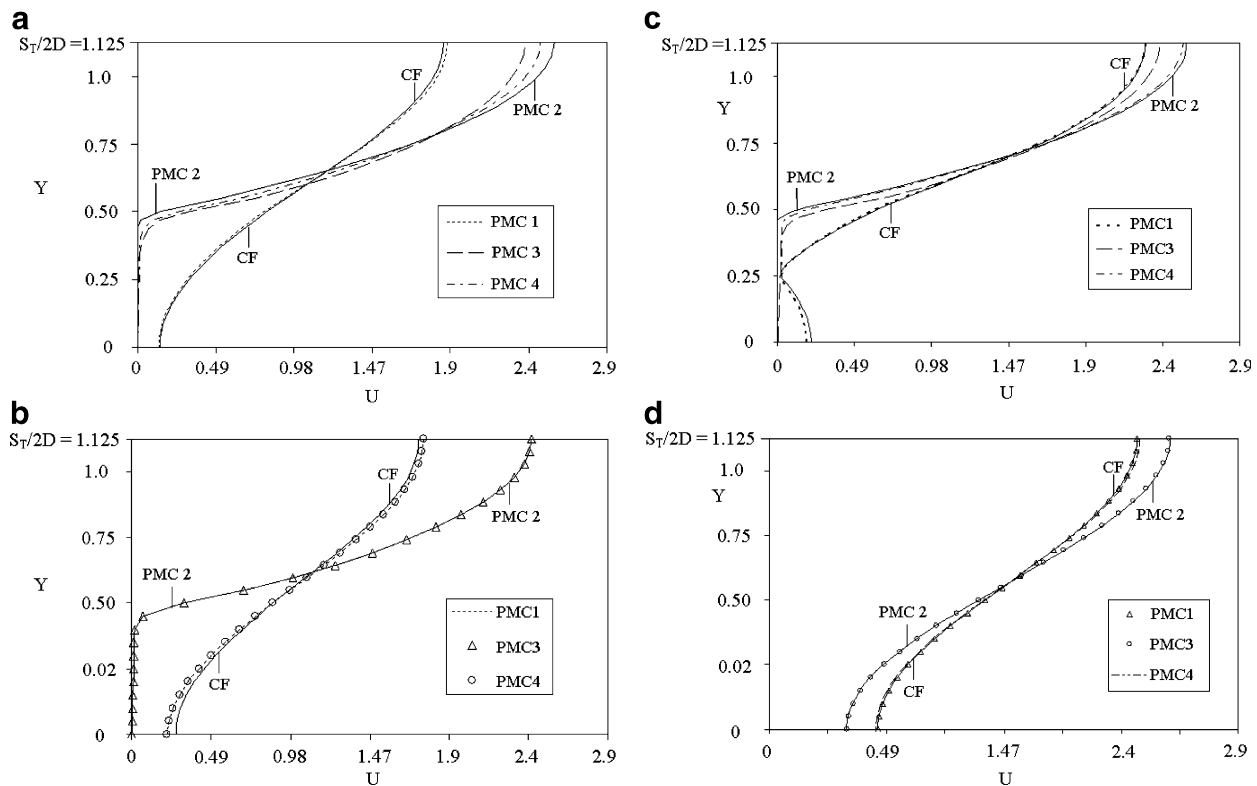 a
S_T/2D = 1.125
1.0
0.75
0.50
0.25
0
Y
CF
PMC 2
PMC 2
CF
PMC 1
PMC 3
PMC 4
0 0.49 0.98 1.47 1.9 2.4 2.9
U
c
S_T/2D = 1.125
1.0
0.75
0.50
0.25
0
Y
CF
PMC 2
PMC 2
CF
PMC1
PMC3
PMC4
0 0.49 0.98 1.47 1.9 2.4 2.9
U
b
S_T/2D = 1.125
1.0
0.75
0.50
0.02
0
Y
CF
PMC 2
PMC 2
CF
PMC1
PMC3
PMC4
0 0.49 0.98 1.47 1.9 2.4 2.9
U
d
S_T/2D = 1.125
1.0
0.75
0.50
0.02
0
Y
CF
PMC 2
PMC 2
CF
PMC1
PMC3
PMC4
0 0.49 1.47 2.4 2.9
U